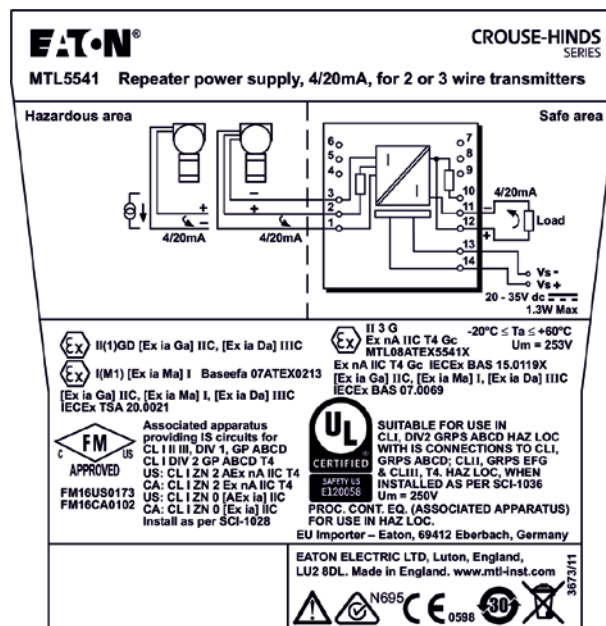 EATON®
CROUSE-HINDS
SERIES
MTL5541 Repeater power supply, 4/20mA, for 2 or 3 wire transmitters
Hazardous area
Safe area
6
5
4
3
2
1
7
8
9
10
11
12
13
14
+
–
4/20mA
–
+
4/20mA
I
I
4/20mA
–
+
Load
Vs -
Vs +
20 - 35V dc
1.3W Max
Ex II(1)GD [Ex ia Ga] IIC, [Ex ia Da] IIIC
Ex I(M1) [Ex ia Ma] I Baseefa 07ATEX0213
[Ex ia Ga] IIC, [Ex ia Ma] I, [Ex ia Da] IIIC
IECEx TSA 20.0021
Ex II 3 G
Ex nA IIC T4 Gc
MTL08ATEX5541X
-20°C ≤ Ta ≤ +60°C
Um = 253V
Ex nA IIC T4 Gc IECEx BAS 15.0119X
[Ex ia Ga] IIC, [Ex ia Ma] I, [Ex ia Da] IIIC
IECEx BAS 07.0069
FM
C US
APPROVED
FM16US0173
FM16CA0102
Associated apparatus
providing IS circuits for
CL I II III, DIV 1, GP ABCD
CL I DIV 2 GP ABCD T4
US: CL I ZN 2 AEx nA IIC T4
CA: CL I ZN 2 Ex nA IIC T4
US: CL I ZN 0 [AEx ia] IIC
CA: CL I ZN 0 [Ex ia] IIC
Install as per SCI-1028
UL
CERTIFIED
SAFETY US
E120058
SUITABLE FOR USE IN
CLI, DIV2 GRPS ABCD HAZ LOC
WITH IS CONNECTIONS TO CLI,
GRPS ABCD; CLII, GRPS EFG
& CLIII, T4. HAZ LOC, WHEN
INSTALLED AS PER SCI-1036
Um = 250V
PROC. CONT. EQ. (ASSOCIATED APPARATUS)
FOR USE IN HAZ LOC.
EU Importer – Eaton, 69412 Eberbach, Germany
EATON ELECTRIC LTD, Luton, England,
LU2 8DL. Made in England. www.mtl-inst.com
3673/11
N695
CE 0598
30